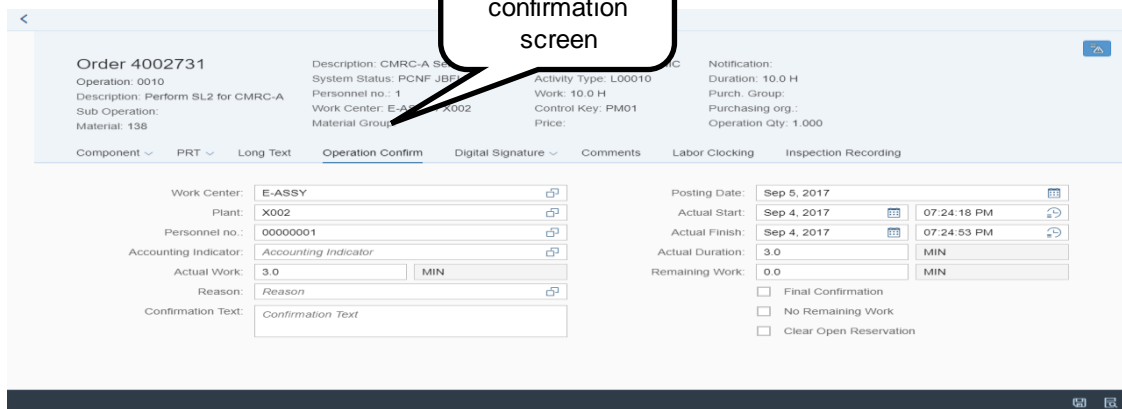 confirmation
screen
Order 4002731
Operation: 0010
Description: Perform SL2 for CMRC-A
Sub Operation:
Material: 138
Description: CMRC-A
System Status: PCNF
Personnel no.: 1
Work Center:
Material Group
Activity Type: L00010
Work: 10.0 H
Control Key: PM01
Price:
Notification:
Duration: 10.0 H
Purch. Group:
Purchasing org.:
Operation Qty: 1.000
Component PRT Long Text Operation Confirm Digital Signature Comments Labor Clocking Inspection Recording
Work Center: E-ASSY
Plant: X002
Personnel no.: 00000001
Accounting Indicator: Accounting Indicator
Actual Work: 3.0 MIN
Reason: Reason
Confirmation Text: Confirmation Text
Posting Date: Sep 5, 2017
Actual Start: Sep 4, 2017 07:24:18 PM
Actual Finish: Sep 4, 2017 07:24:53 PM
Actual Duration: 3.0 MIN
Remaining Work: 0.0 MIN
Final Confirmation
No Remaining Work
Clear Open Reservation